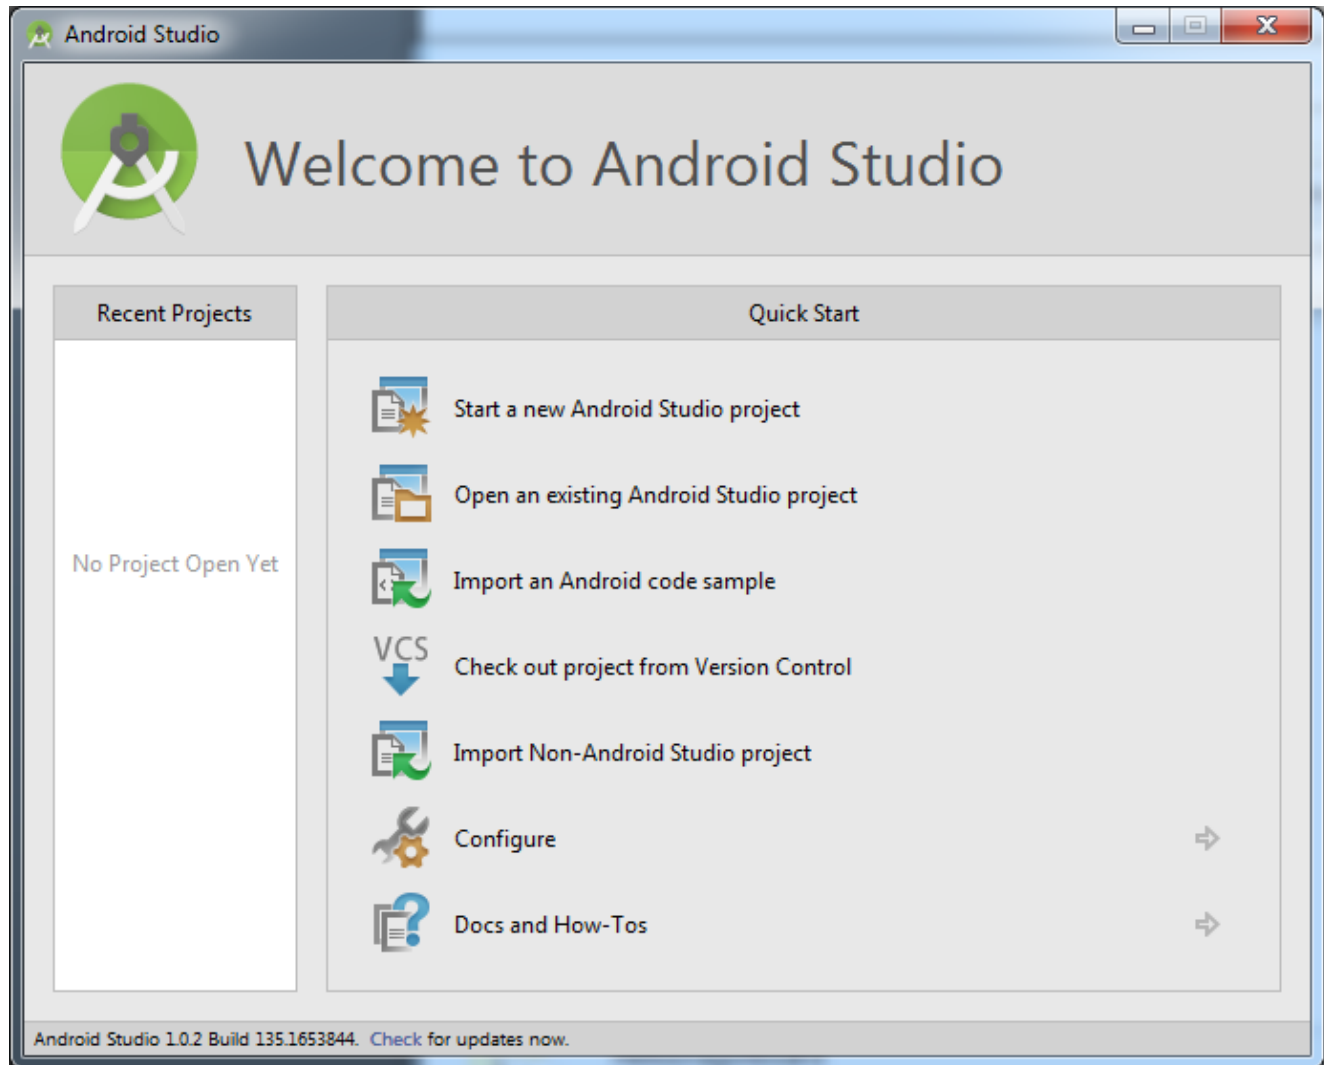 Android Studio
Welcome to Android Studio
Recent Projects
No Project Open Yet
Quick Start
Start a new Android Studio project
Open an existing Android Studio project
Import an Android code sample
VCS
Check out project from Version Control
Import Non-Android Studio project
Configure
Docs and How-Tos
Android Studio 1.0.2 Build 135.1653844. Check for updates now.